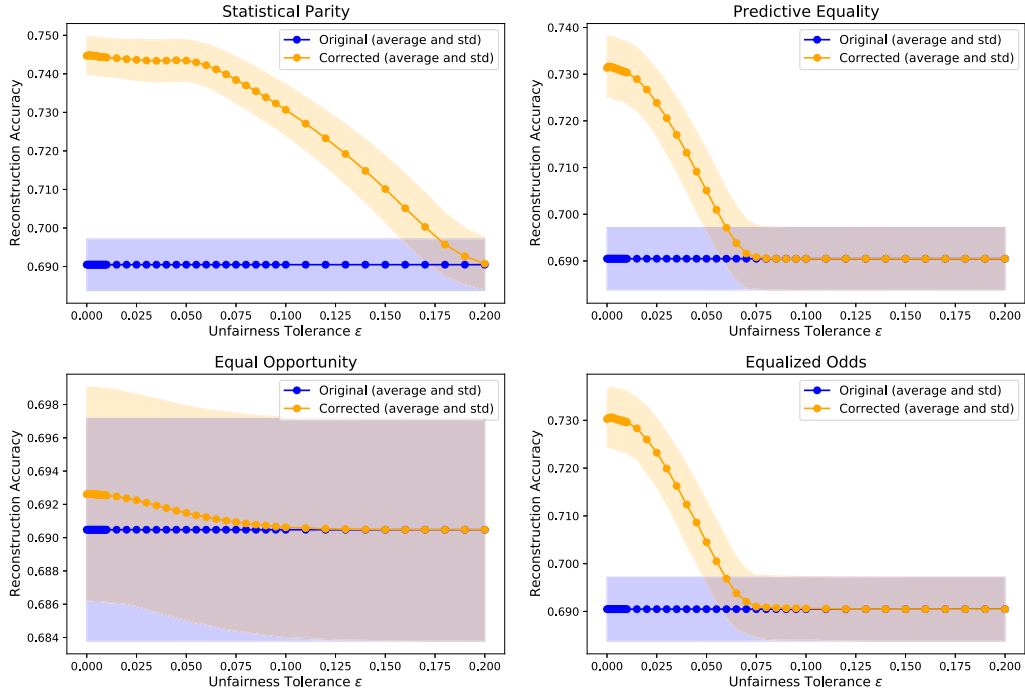 Statistical Parity
0.750
0.740
0.730
0.720
0.710
0.700
0.690
Reconstruction Accuracy
Original (average and std)
Corrected (average and std)
0.000 0.025 0.050 0.075 0.100 0.125 0.150 0.175 0.200
Unfairness Tolerance ε
Predictive Equality
0.740
0.730
0.720
0.710
0.700
0.690
Reconstruction Accuracy
Original (average and std)
Corrected (average and std)
0.000 0.025 0.050 0.075 0.100 0.125 0.150 0.175 0.200
Unfairness Tolerance ε
Equal Opportunity
0.698
0.696
0.694
0.692
0.690
0.688
0.686
0.684
Reconstruction Accuracy
Original (average and std)
Corrected (average and std)
0.000 0.025 0.050 0.075 0.100 0.125 0.150 0.175 0.200
Unfairness Tolerance ε
Equalized Odds
0.730
0.720
0.710
0.700
0.690
Reconstruction Accuracy
Original (average and std)
Corrected (average and std)
0.000 0.025 0.050 0.075 0.100 0.125 0.150 0.175 0.200
Unfairness Tolerance ε